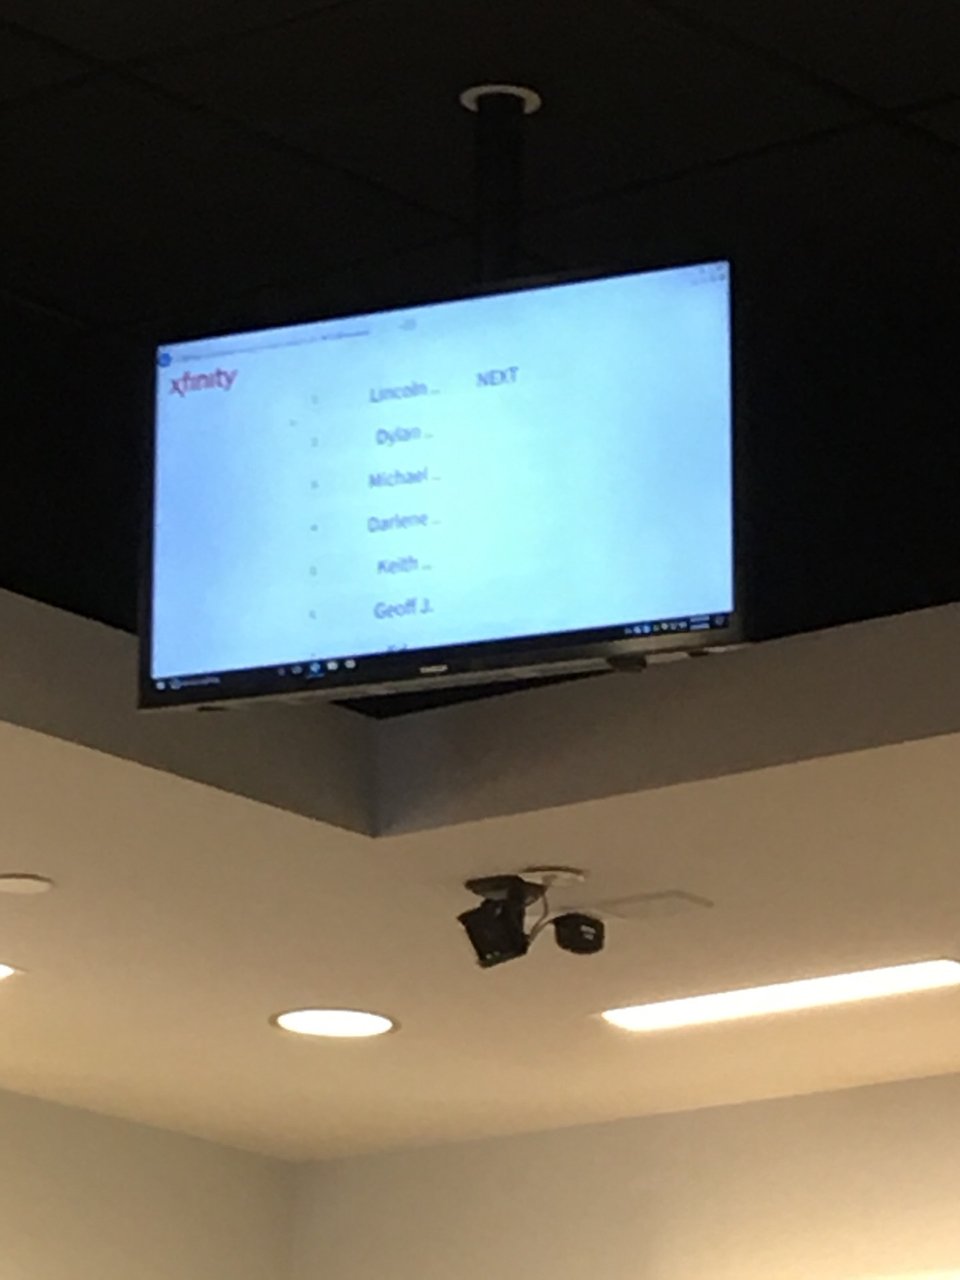 xfinity
Lincoln ... NEXT
Dylan ...
Michael ...
Darlene ...
Keith ...
Geoff J.